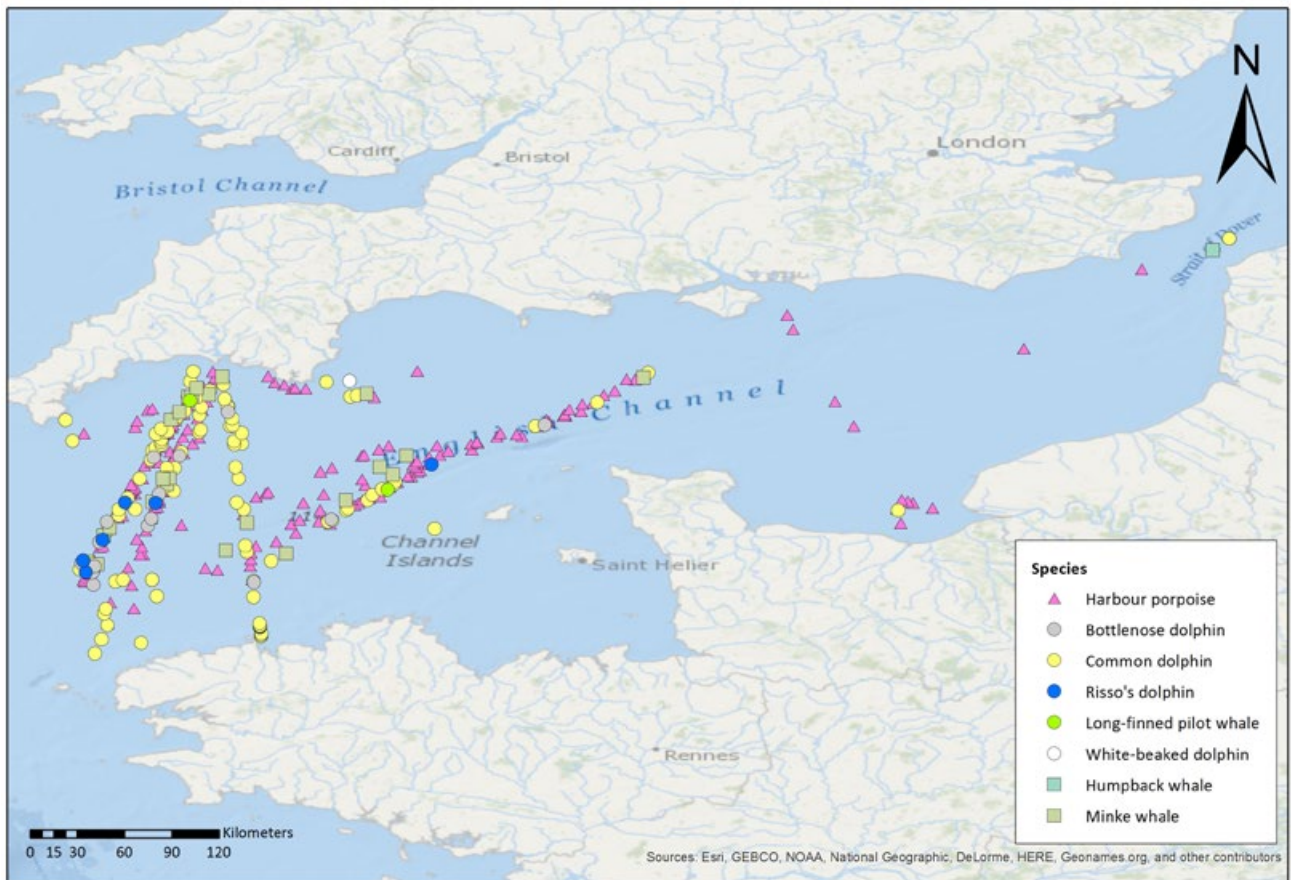 N
London
Cardiff
Bristol
Bristol Channel
Strait of Dover
English Channel
Channel
Islands
Saint Helier
Rennes
Species
Harbour porpoise
Bottlenose dolphin
Common dolphin
Risso's dolphin
Long-finned pilot whale
White-beaked dolphin
Humpback whale
Minke whale
Kilometers
0 15 30 60 90 120
Sources: Esri, GEBCO, NOAA, National Geographic, DeLorme, HERE, Geonames.org, and other contributors